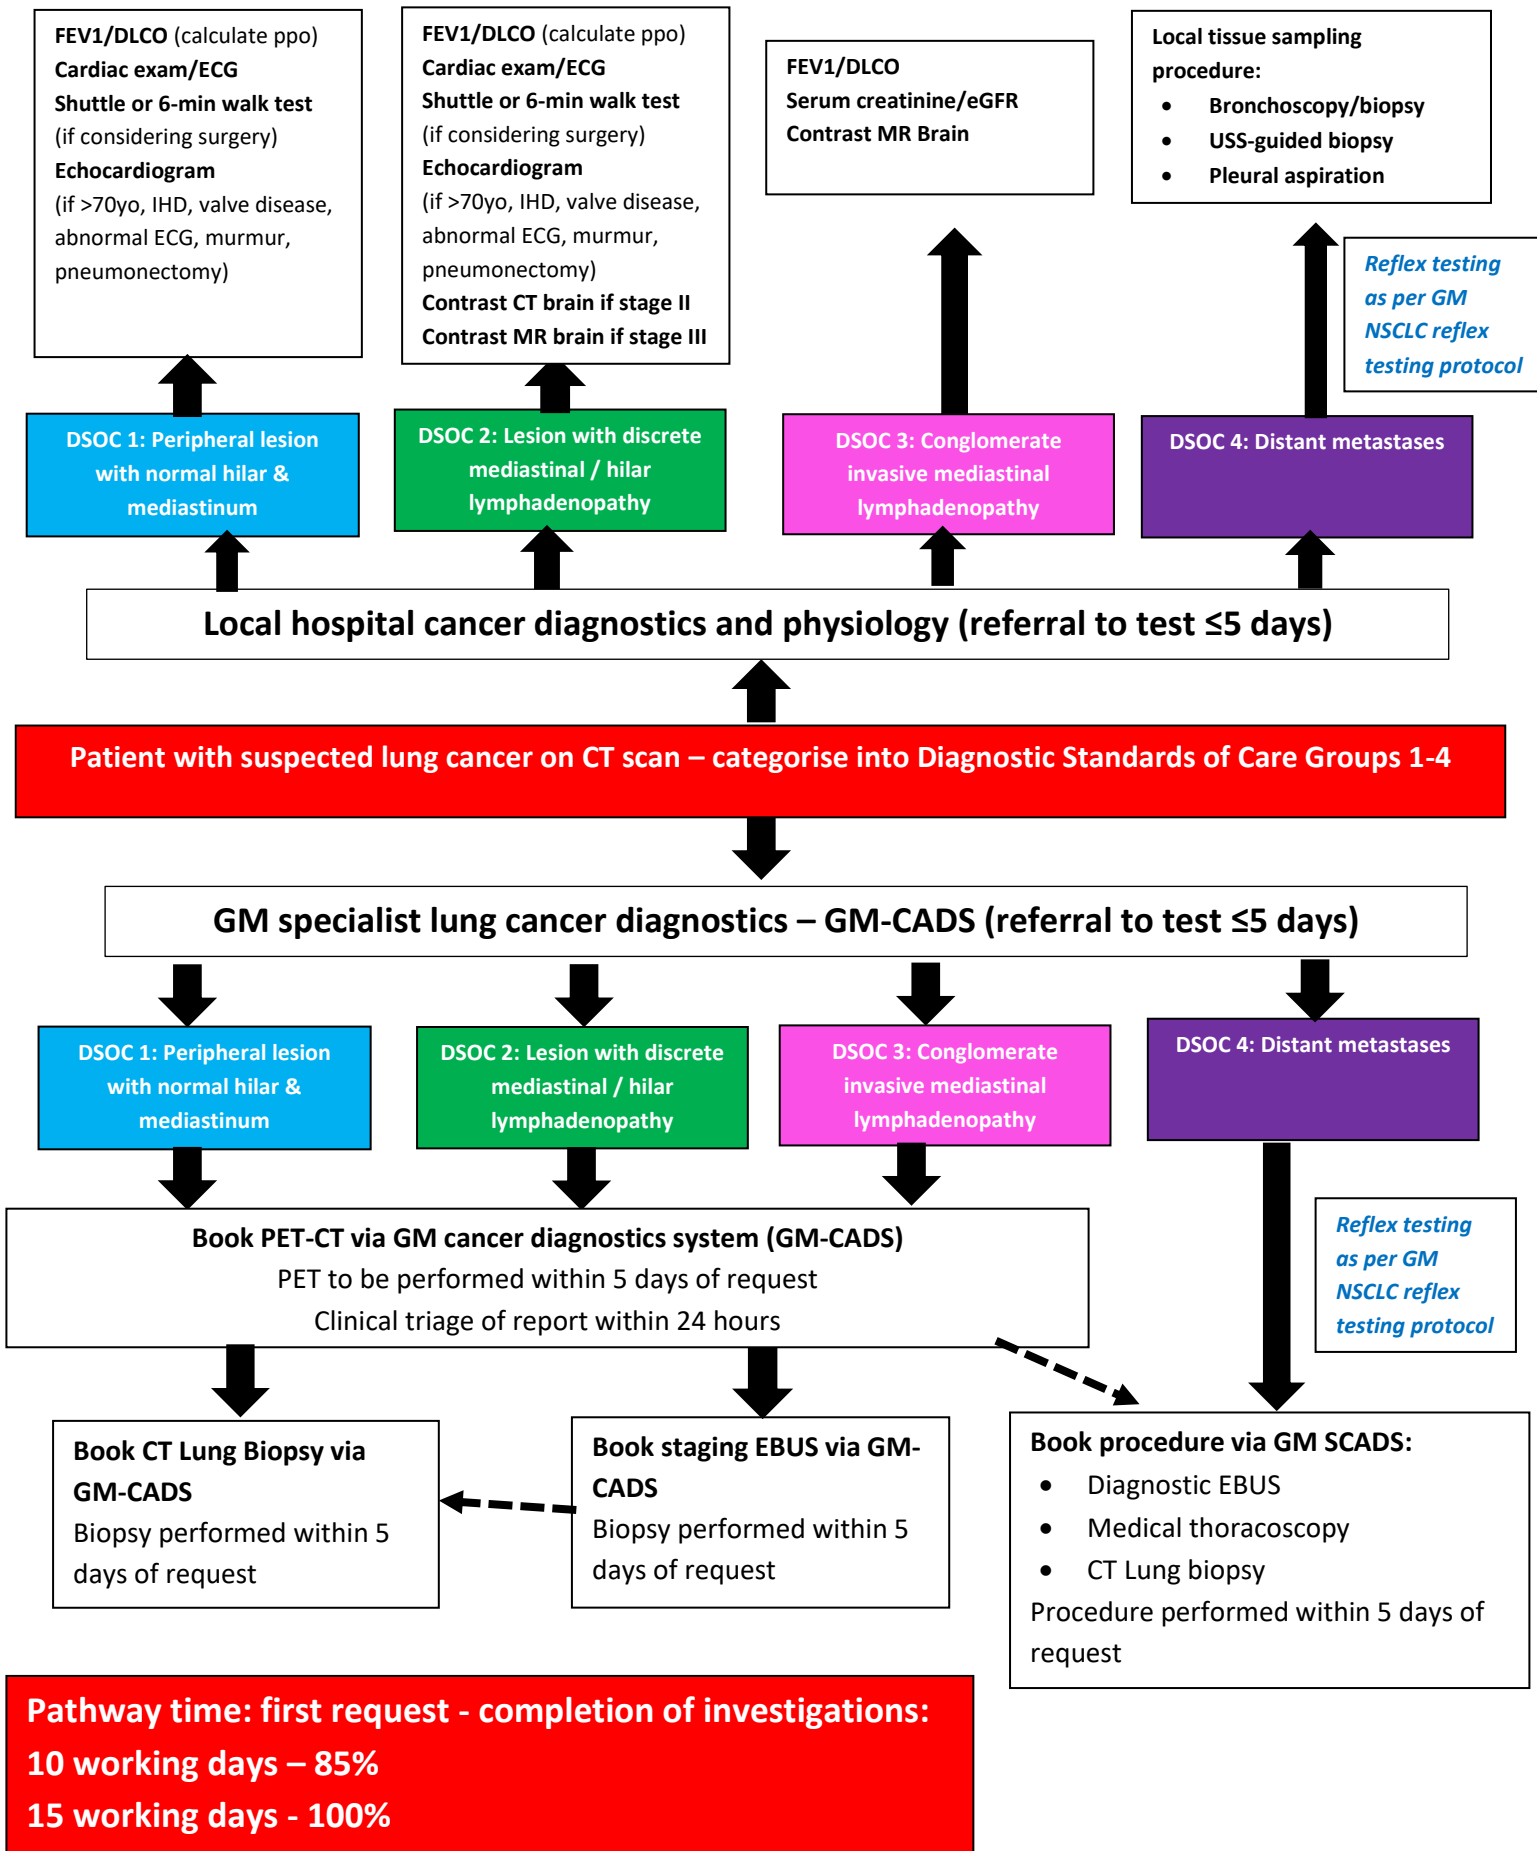 FEV1/DLCO (calculate ppo)
Cardiac exam/ECG
Shuttle or 6-min walk test
(if considering surgery)
Echocardiogram
(if >70yo, IHD, valve disease,
abnormal ECG, murmur,
pneumonectomy)
FEV1/DLCO (calculate ppo)
Cardiac exam/ECG
Shuttle or 6-min walk test
(if considering surgery)
Echocardiogram
(if >70yo, IHD, valve disease,
abnormal ECG, murmur,
pneumonectomy)
Contrast CT brain if stage II
Contrast MR brain if stage III
FEV1/DLCO
Serum creatinine/eGFR
Contrast MR Brain
Local tissue sampling
procedure:
• Bronchoscopy/biopsy
• USS-guided biopsy
• Pleural aspiration
Reflex testing
as per GM
NSCLC reflex
testing protocol
DSOC 1: Peripheral lesion
with normal hilar &
mediastinum
DSOC 2: Lesion with discrete
mediastinal / hilar
lymphadenopathy
DSOC 3: Conglomerate
invasive mediastinal
lymphadenopathy
DSOC 4: Distant metastases
Local hospital cancer diagnostics and physiology (referral to test ≤5 days)
Patient with suspected lung cancer on CT scan – categorise into Diagnostic Standards of Care Groups 1-4
GM specialist lung cancer diagnostics – GM-CADS (referral to test ≤5 days)
DSOC 1: Peripheral lesion
with normal hilar &
mediastinum
DSOC 2: Lesion with discrete
mediastinal / hilar
lymphadenopathy
DSOC 3: Conglomerate
invasive mediastinal
lymphadenopathy
DSOC 4: Distant metastases
Book PET-CT via GM cancer diagnostics system (GM-CADS)
PET to be performed within 5 days of request
Clinical triage of report within 24 hours
Reflex testing
as per GM
NSCLC reflex
testing protocol
Book CT Lung Biopsy via
GM-CADS
Biopsy performed within 5
days of request
Book staging EBUS via GM-
CADS
Biopsy performed within 5
days of request
Book procedure via GM SCADS:
• Diagnostic EBUS
• Medical thoracoscopy
• CT Lung biopsy
Procedure performed within 5 days of
request
Pathway time: first request - completion of investigations:
10 working days – 85%
15 working days - 100%